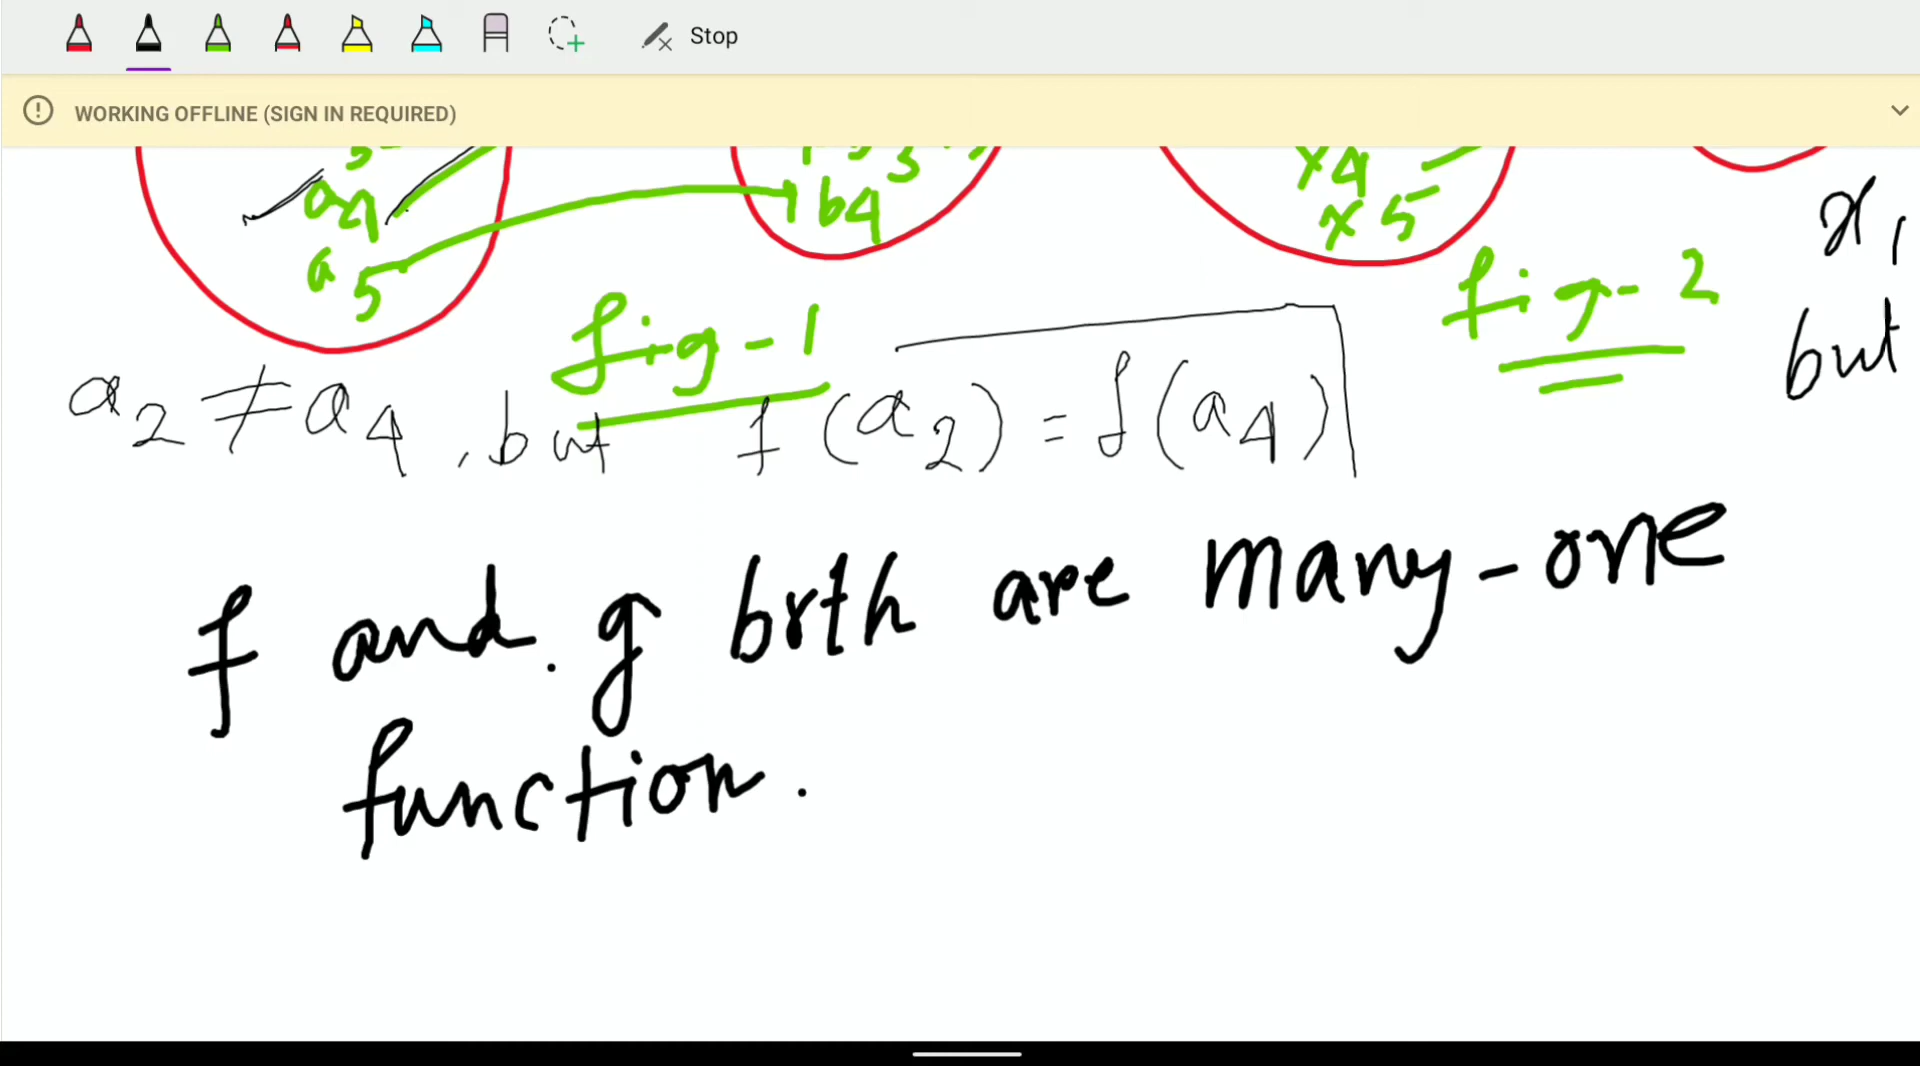 Stop
WORKING OFFLINE (SIGN IN REQUIRED)
a4
b4
x4
x5
a5
x1
fig-1
fig-2
but
a2 ≠ a4, but f(a2) = f(a4)
f and g both are many-one
function.